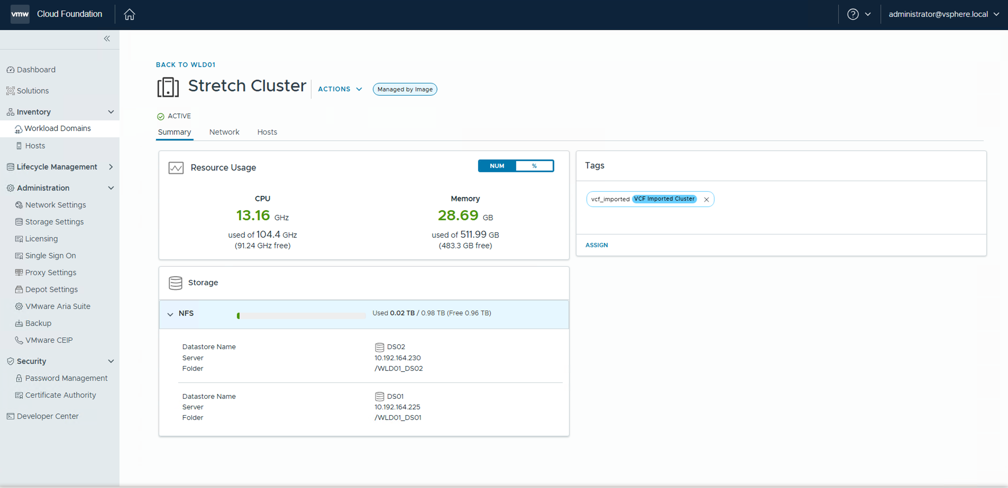 vmw Cloud Foundation
administrator@vsphere.local
Dashboard
Solutions
Inventory
Workload Domains
Hosts
Lifecycle Management
Administration
Network Settings
Storage Settings
Licensing
Single Sign On
Proxy Settings
Depot Settings
VMware Aria Suite
Backup
VMware CEIP
Security
Password Management
Certificate Authority
Developer Center
BACK TO WLD01
Stretch Cluster ACTIONS Managed by Image
ACTIVE
Summary Network Hosts
Resource Usage NUM %
CPU
13.16 GHz
used of 104.4 GHz
(91.24 GHz free)
Memory
28.69 GB
used of 511.99 GB
(483.3 GB free)
Storage
NFS Used 0.02 TB / 0.98 TB (Free 0.96 TB)
Datastore Name DS02
Server 10.192.164.230
Folder /WLD01_DS02
Datastore Name DS01
Server 10.192.164.225
Folder /WLD01_DS01
Tags
vcf_imported VCF Imported Cluster
ASSIGN